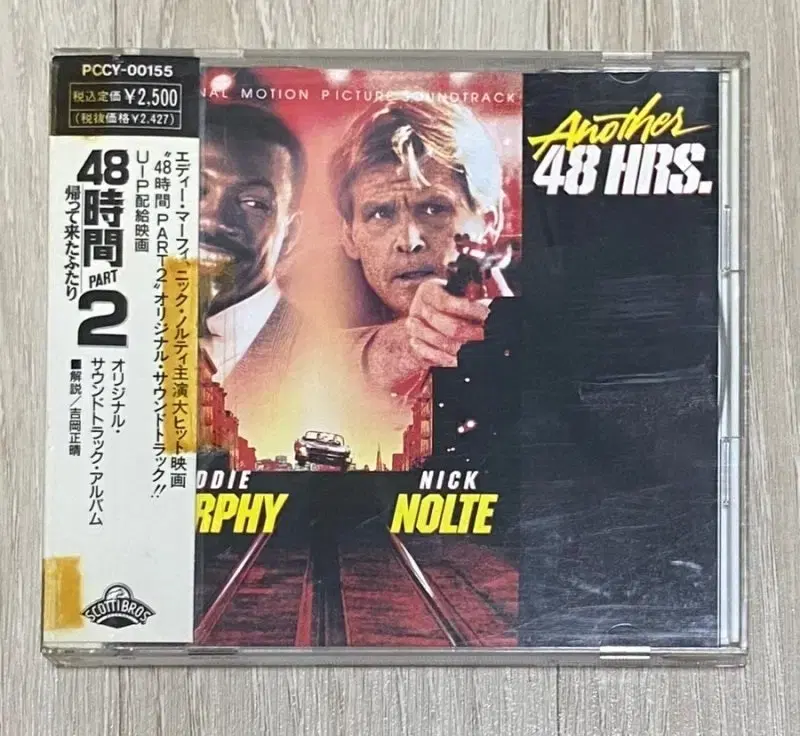 PCCY-00155
税込定価 ¥2,500
(税抜価格¥2,427)
エディー・マーフィ、ニック・ノルティ主演大ヒット映画
"48時間 PART2"オリジナル・サウンドトラック!!
UIP配給映画
48時間 PART 2
帰って来たふたり
オリジナル・
サウンドトラック・アルバム
■解説/吉岡正晴
SCOTTI BROS
NAL MOTION PICTURE SOUNDTRACK
Another
48 HRS.
DDIE
RPHY
NICK
NOLTE